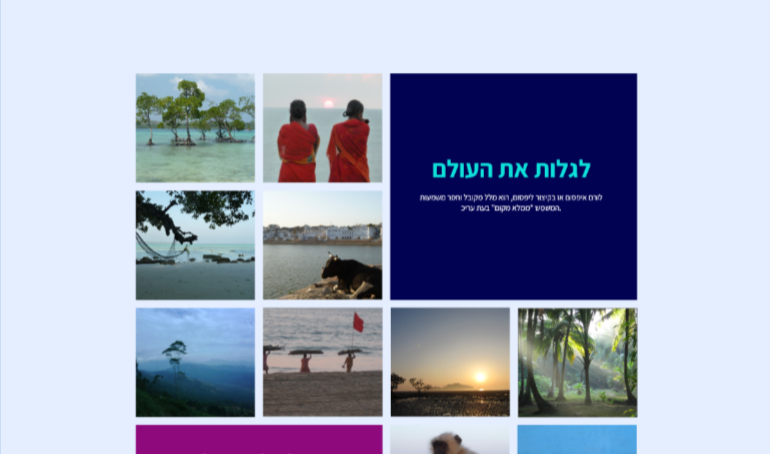 לגלות את העולם
לורם איפסום או בקיצור ליפסום, הוא מלל מקובל וחסר משמעות
המשמש "ממלא מקום" בעת עריכ.